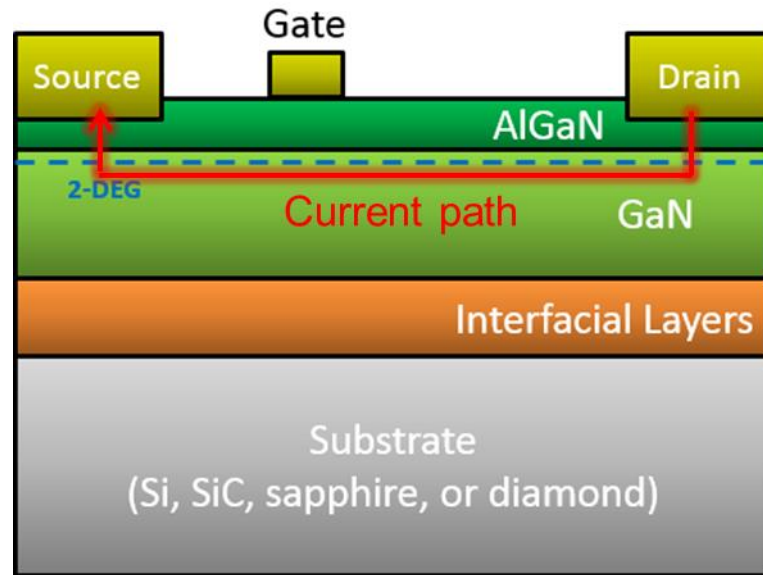 Gate
Source
Drain
AlGaN
2-DEG
Current path
GaN
Interfacial Layers
Substrate
(Si, SiC, sapphire, or diamond)